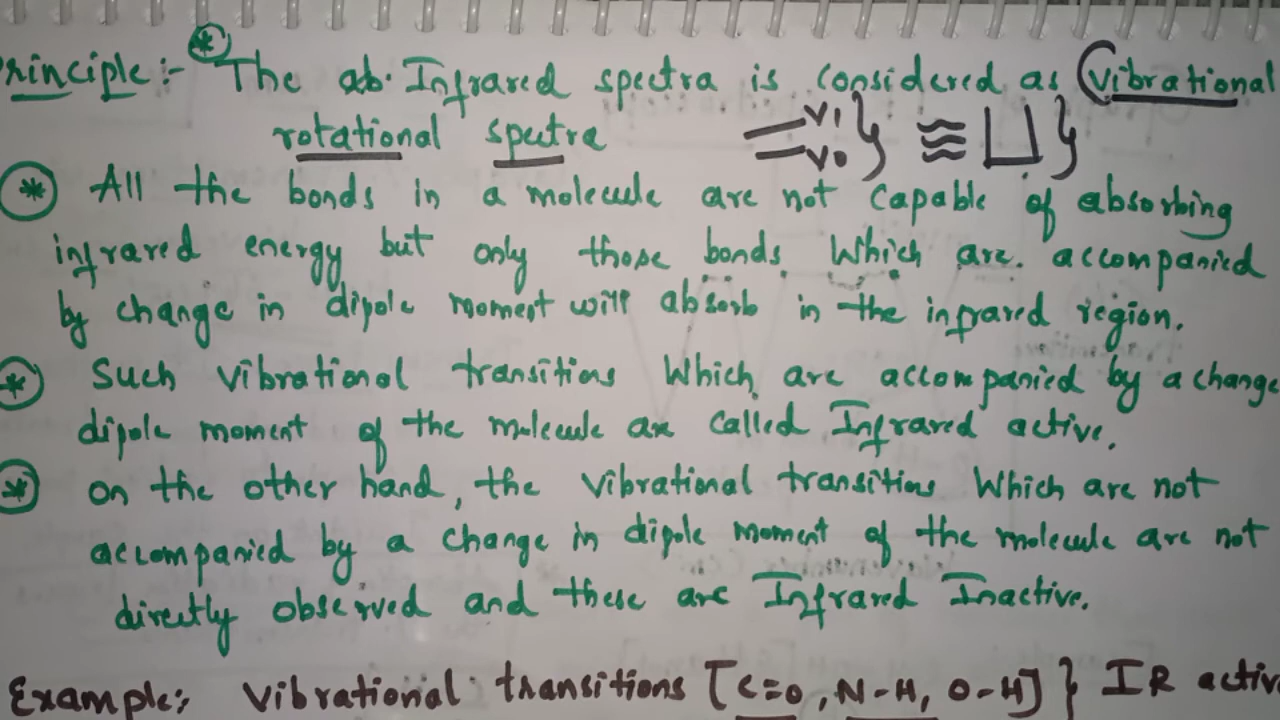 Principle:- * The ab. Infrared spectra is considered as (vibrational
rotational spectra V1 V0
* All the bonds in a molecule are not capable of absorbing
infrared energy but only those bonds which are accompanied
by change in dipole moment will absorb in the infrared region.
* Such vibrational transitions which are accompanied by a change
dipole moment of the molecule are called Infrared active.
* On the other hand, the vibrational transitions which are not
accompanied by a change in dipole moment of the molecule are not
directly observed and these are Infrared Inactive.
Example: Vibrational transitions [C=O, N-H, O-H] } IR active